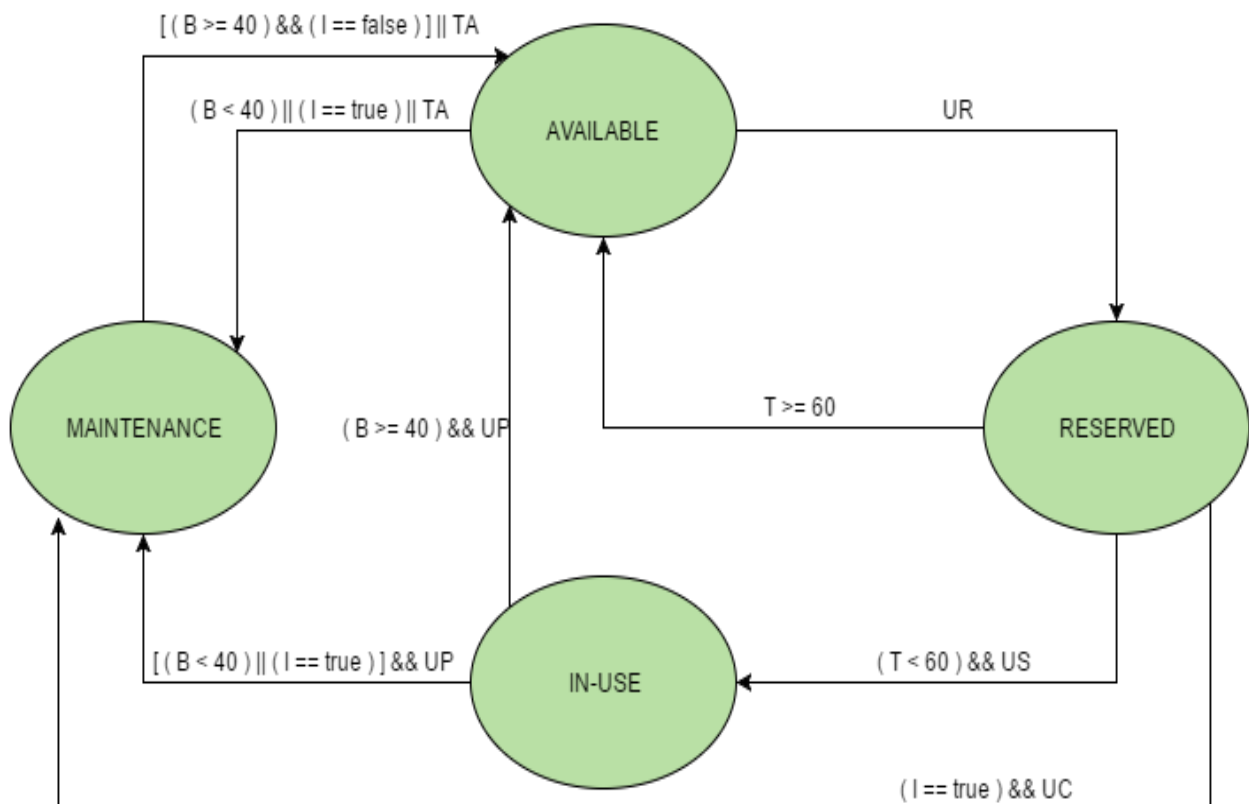 [ ( B >= 40 ) && ( I == false ) ] || TA
( B < 40 ) || ( I == true ) || TA
UR
AVAILABLE
MAINTENANCE
( B >= 40 ) && UP
T >= 60
RESERVED
[ ( B < 40 ) || ( I == true ) ] && UP
IN-USE
( T < 60 ) && US
( I == true ) && UC